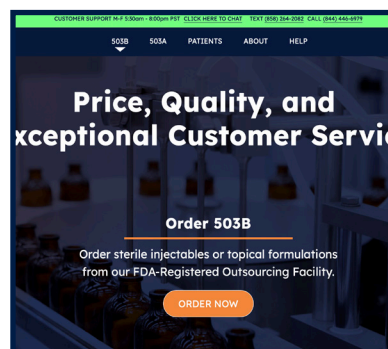 CUSTOMER SUPPORT M-F 5:30am - 8:00pm PST CLICK HERE TO CHAT TEXT (858) 264-2082 CALL (844) 446-6979
503B 503A PATIENTS ABOUT HELP
Price, Quality, and
xceptional Customer Servi
Order 503B
Order sterile injectables or topical formulations
from our FDA-Registered Outsourcing Facility.
ORDER NOW